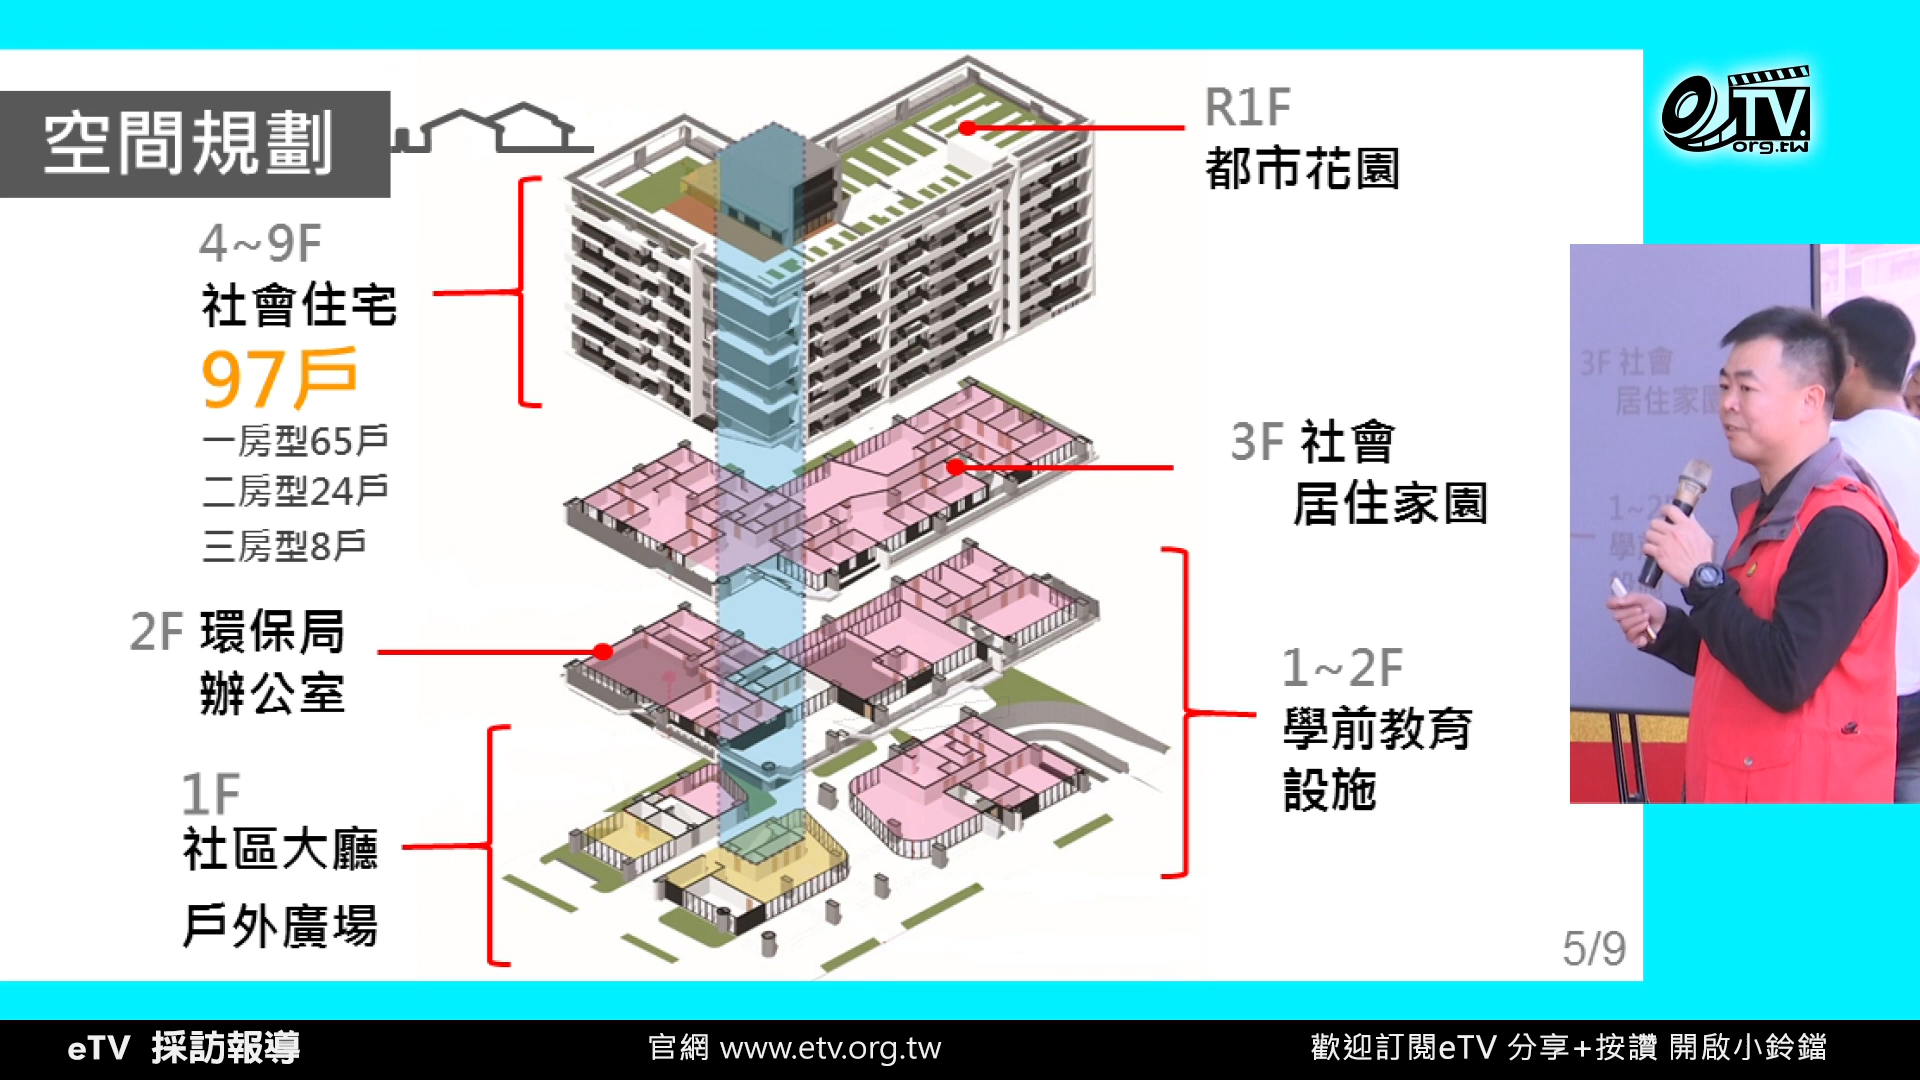 空間規劃
4~9F
社會住宅
97戶
一房型65戶
二房型24戶
三房型8戶
2F 環保局
辦公室
1F
社區大廳
戶外廣場
R1F
都市花園
3F 社會
居住家園
1~2F
學前教育
設施
5/9
eTV.
org.tw
3F 社會
居住家
1~2
學
eTV 採訪報導
官網 www.etv.org.tw
歡迎訂閱eTV 分享+按讚 開啟小鈴鐺